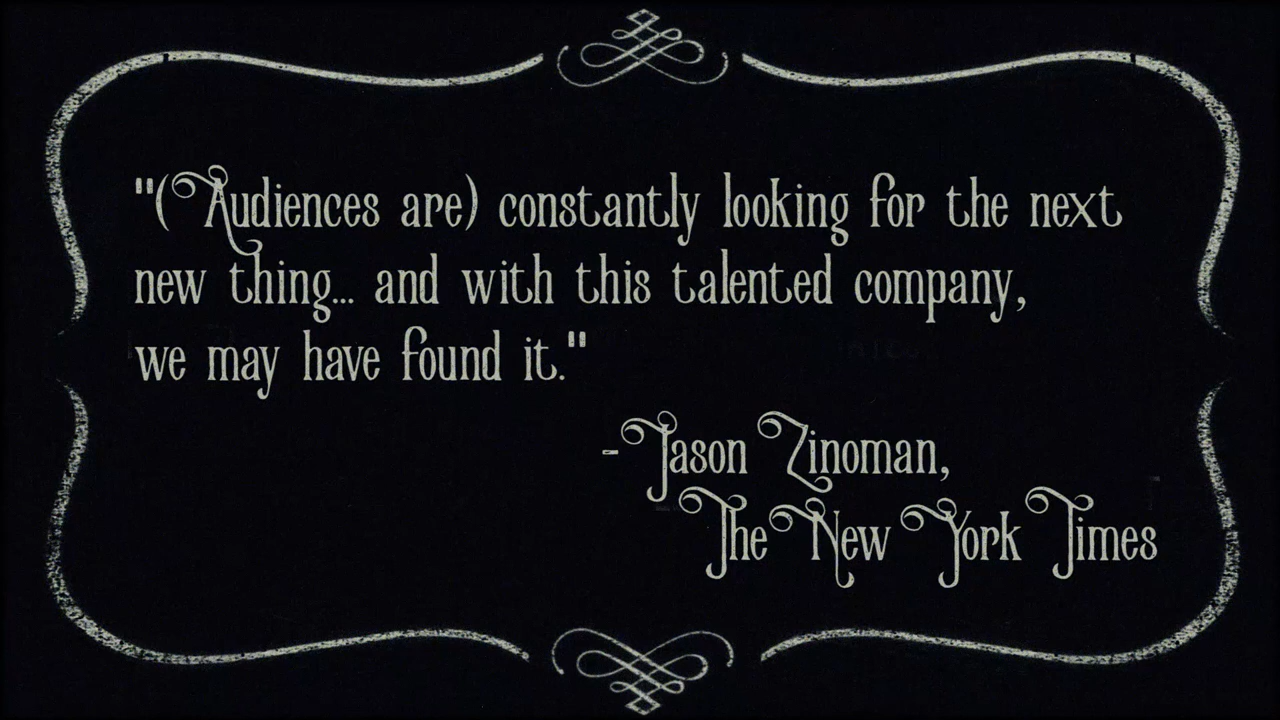 "(Audiences are) constantly looking for the next
new thing... and with this talented company,
we may have found it."
-Jason Zinoman,
The New York Times